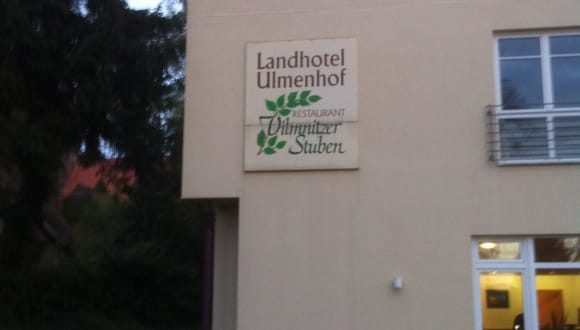 Landhotel
Ulmenhof
RESTAURANT
Vilmnitzer
Stuben